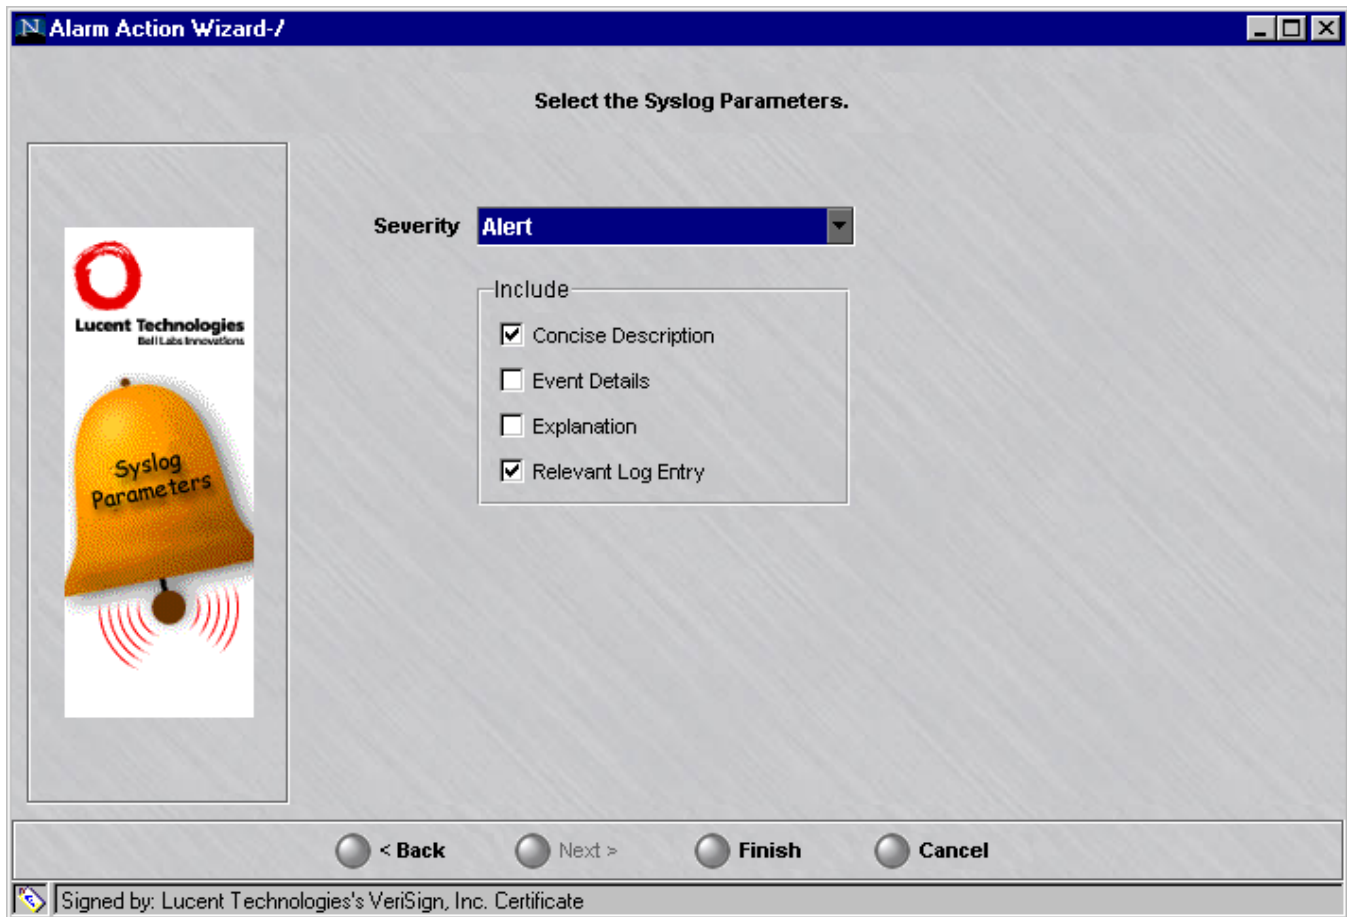 Alarm Action Wizard-/
Select the Syslog Parameters.
Severity Alert
Include
Concise Description
Event Details
Explanation
Relevant Log Entry
Lucent Technologies
Bell Labs Innovations
Syslog
Parameters
< Back Next > Finish Cancel
Signed by: Lucent Technologies's VeriSign, Inc. Certificate